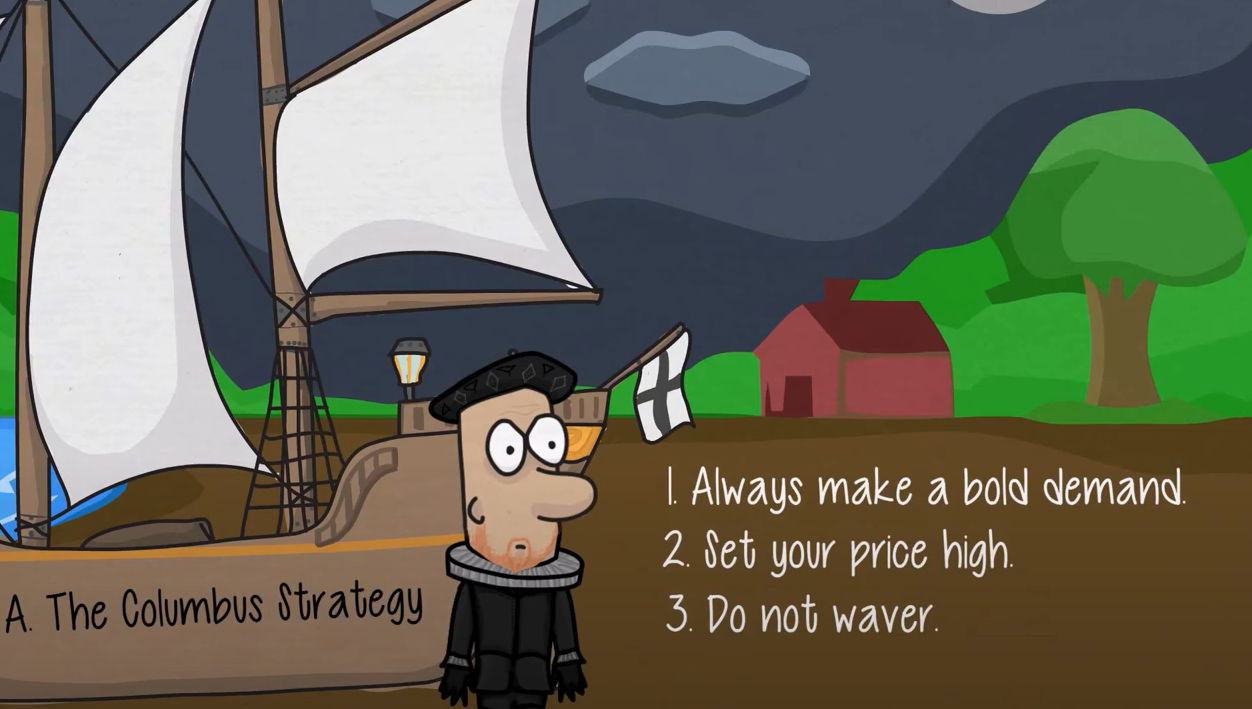 A. The Columbus Strategy
1. Always make a bold demand.
2. Set your price high.
3. Do not waver.